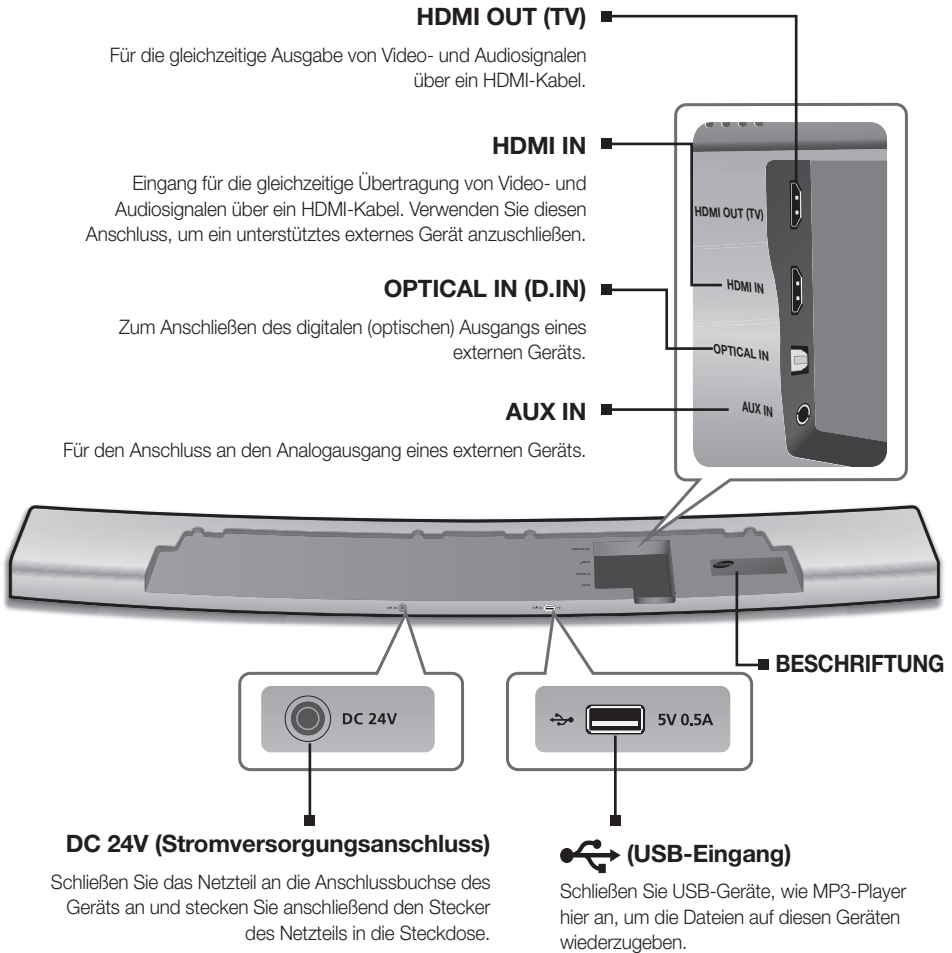 HDMI OUT (TV)
Für die gleichzeitige Ausgabe von Video- und Audiosignalen
über ein HDMI-Kabel.
HDMI IN
Eingang für die gleichzeitige Übertragung von Video- und
Audiosignalen über ein HDMI-Kabel. Verwenden Sie diesen
Anschluss, um ein unterstütztes externes Gerät anzuschließen.
OPTICAL IN (D.IN)
Zum Anschließen des digitalen (optischen) Ausgangs eines
externen Geräts.
AUX IN
Für den Anschluss an den Analogausgang eines externen Geräts.
HDMI OUT (TV)
HDMI IN
OPTICAL IN
AUX IN
BESCHRIFTUNG
DC 24V
5V 0.5A
DC 24V (Stromversorgungsanschluss)
Schließen Sie das Netzteil an die Anschlussbuchse des
Geräts an und stecken Sie anschließend den Stecker
des Netzteils in die Steckdose.
(USB-Eingang)
Schließen Sie USB-Geräte, wie MP3-Player
hier an, um die Dateien auf diesen Geräten
wiederzugeben.